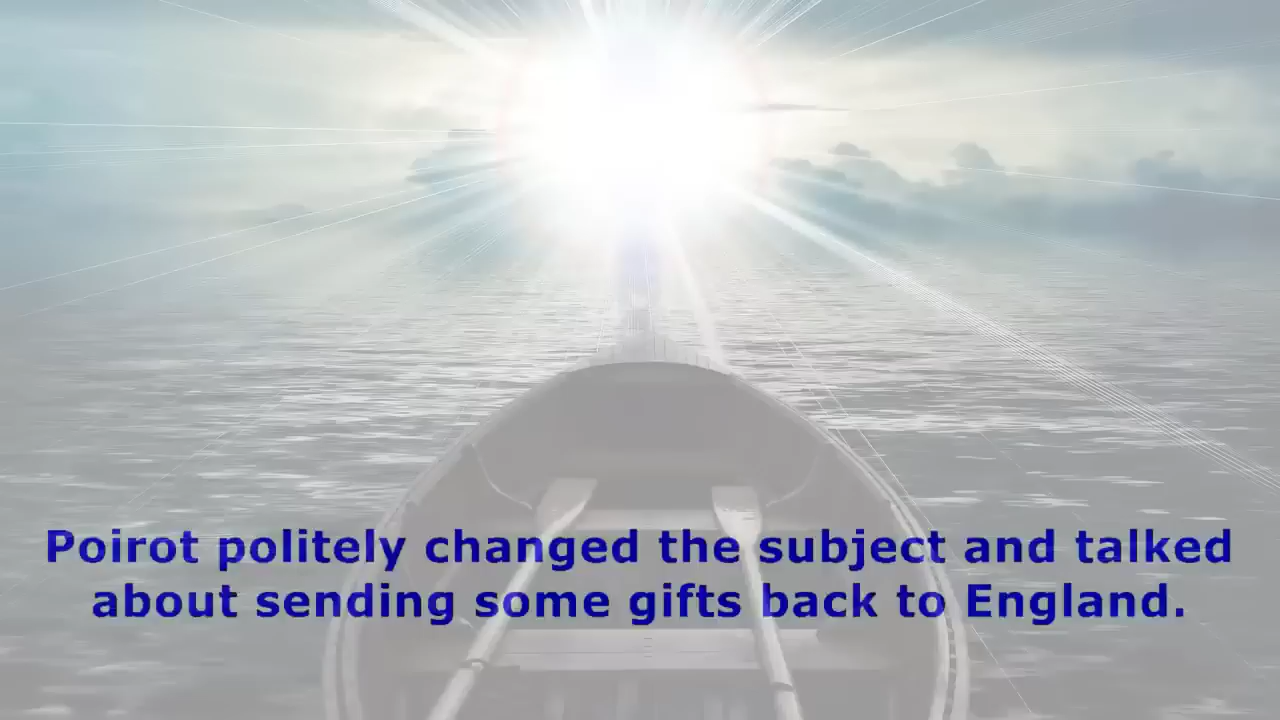 Poirot politely changed the subject and talked
about sending some gifts back to England.